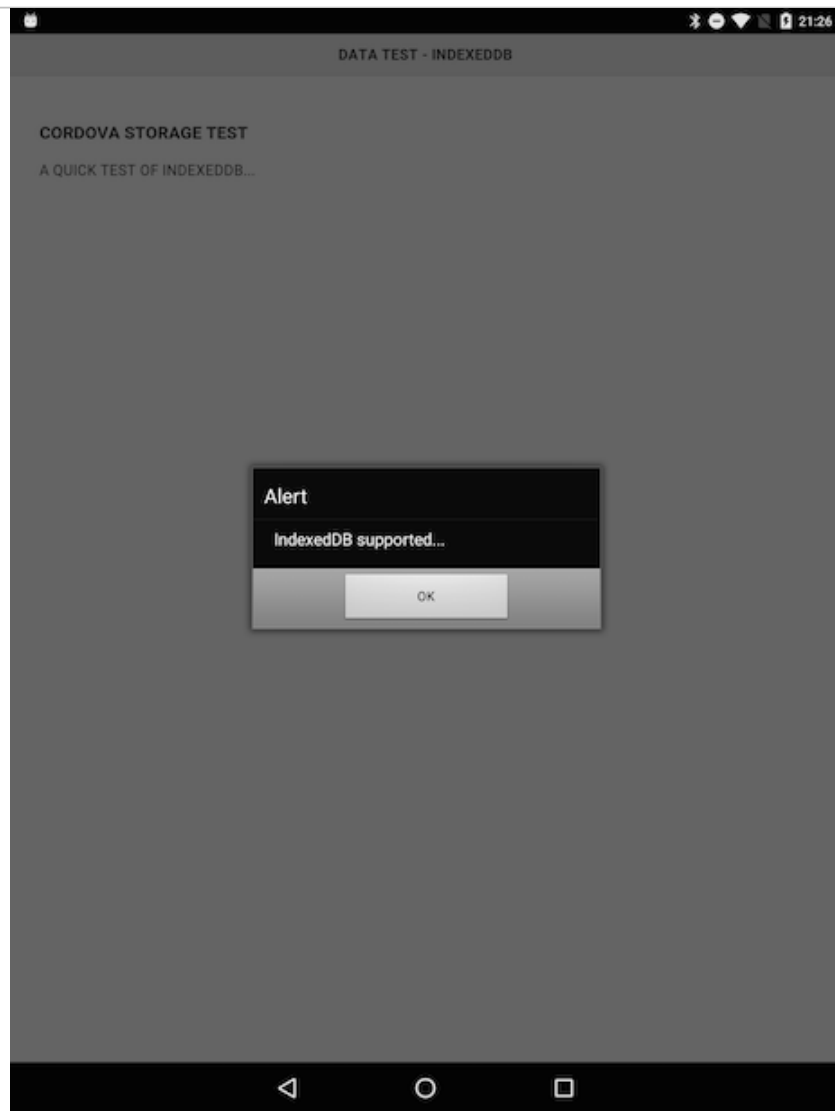 21:26
DATA TEST - INDEXEDDB
CORDOVA STORAGE TEST
A QUICK TEST OF INDEXEDDB...
Alert
IndexedDB supported...
OK